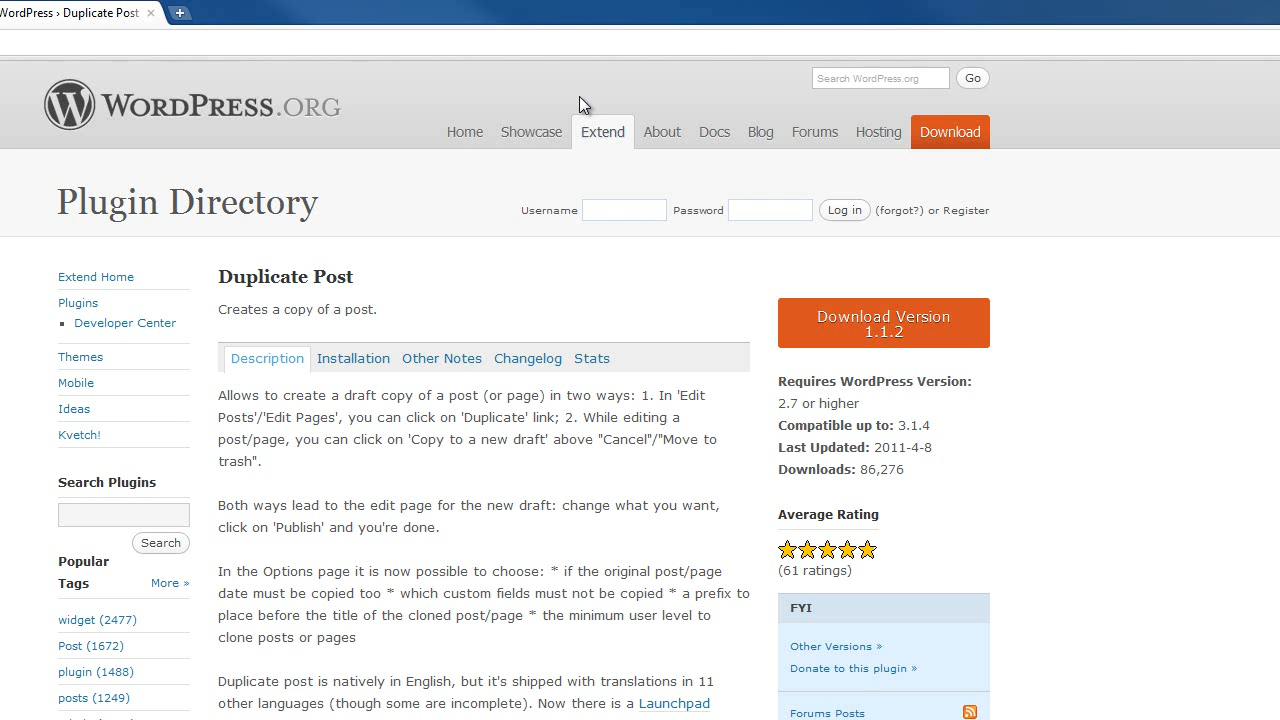 WordPress › Duplicate Post
Search WordPress.org
Go
WORDPRESS.ORG
Home
Showcase
Extend
About
Docs
Blog
Forums
Hosting
Download
Plugin Directory
Username
Password
Log in
(forgot?) or Register
Extend Home
Plugins
Developer Center
Themes
Mobile
Ideas
Kvetch!
Search Plugins
Search
Popular
Tags
More »
widget (2477)
Post (1672)
plugin (1488)
posts (1249)
Duplicate Post
Creates a copy of a post.
Description
Installation
Other Notes
Changelog
Stats
Allows to create a draft copy of a post (or page) in two ways: 1. In 'Edit
Posts'/'Edit Pages', you can click on 'Duplicate' link; 2. While editing a
post/page, you can click on 'Copy to a new draft' above "Cancel"/"Move to
trash".
Both ways lead to the edit page for the new draft: change what you want,
click on 'Publish' and you're done.
In the Options page it is now possible to choose: * if the original post/page
date must be copied too * which custom fields must not be copied * a prefix to
place before the title of the cloned post/page * the minimum user level to
clone posts or pages
Duplicate post is natively in English, but it's shipped with translations in 11
other languages (though some are incomplete). Now there is a Launchpad
Download Version
1.1.2
Requires WordPress Version:
2.7 or higher
Compatible up to: 3.1.4
Last Updated: 2011-4-8
Downloads: 86,276
Average Rating
(61 ratings)
FYI
Other Versions »
Donate to this plugin »
Forums Posts